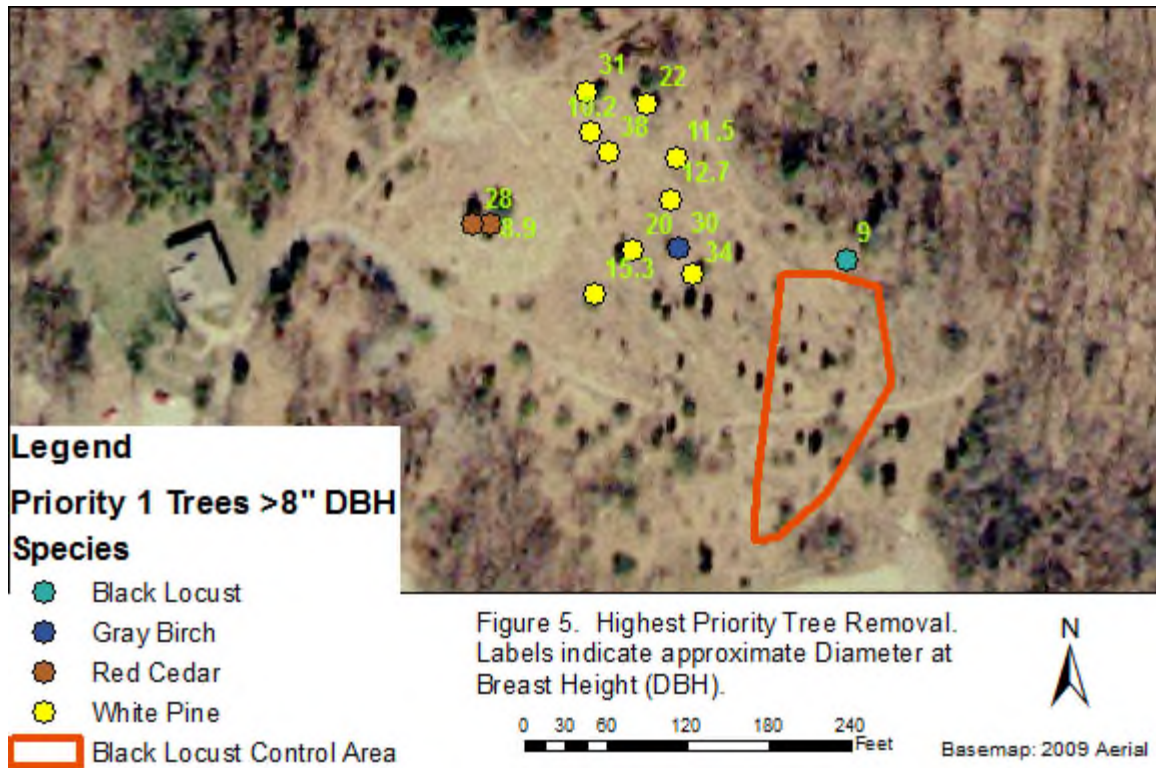 31
22
10.2
38
11.5
12.7
28
8.9
20
30
9
15.3
34
Legend
Priority 1 Trees >8" DBH
Species
Black Locust
Gray Birch
Red Cedar
White Pine
Black Locust Control Area
Figure 5. Highest Priority Tree Removal.
Labels indicate approximate Diameter at
Breast Height (DBH).
0 30 60 120 180 240
Feet
N
Basemap: 2009 Aerial